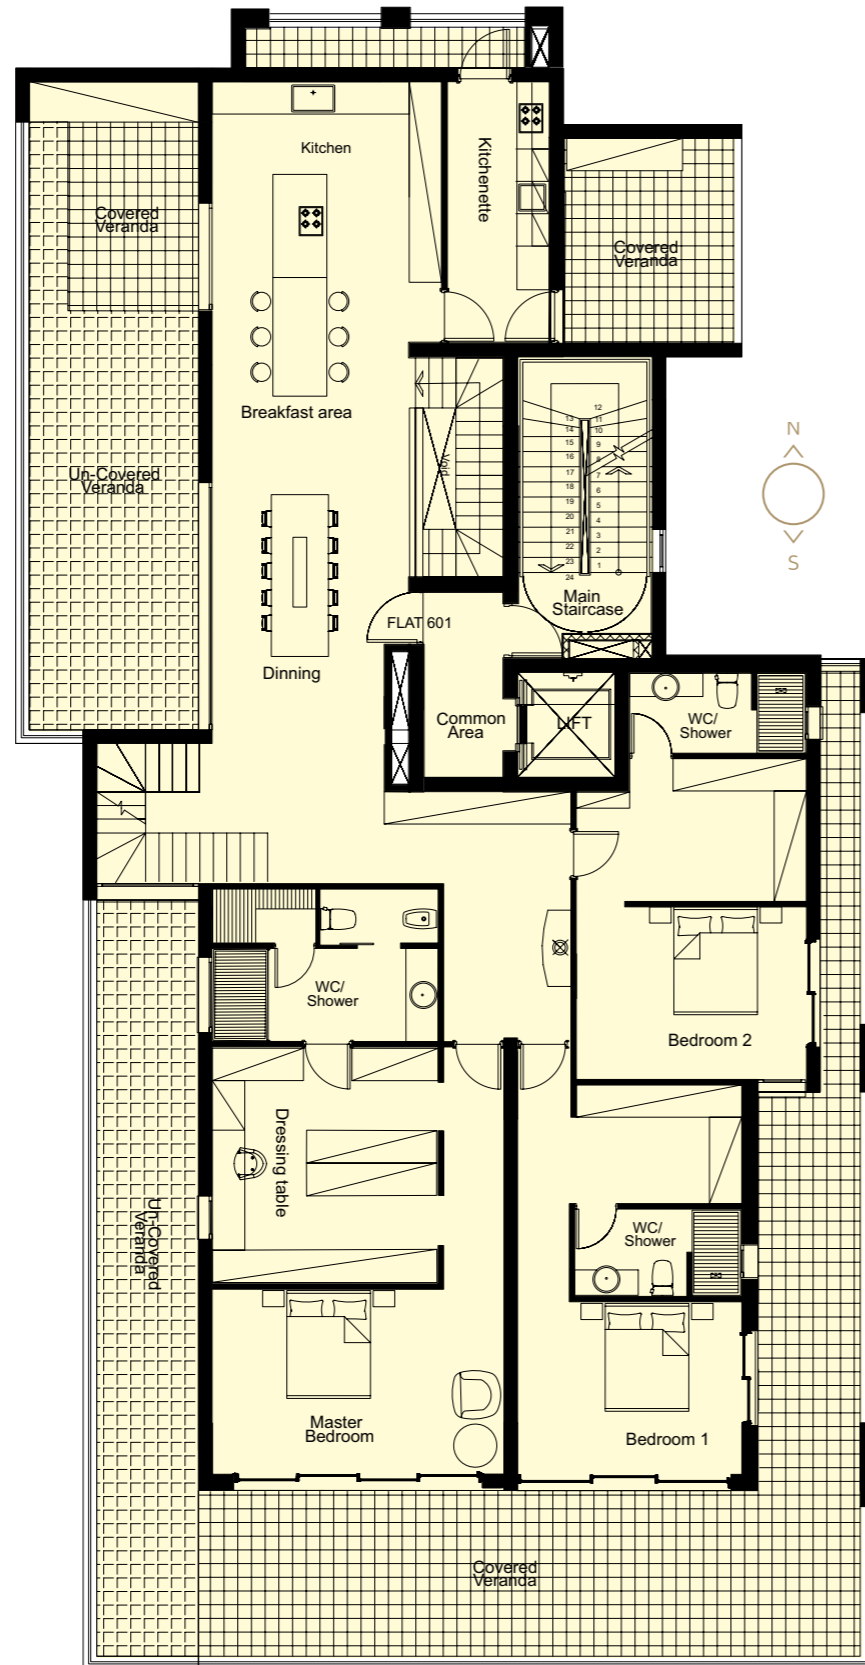 Kitchen
Kitchenette
Covered
Veranda
Covered
Veranda
Breakfast area
Un-Covered
Veranda
Void
N
S
12
13
11
14
10
15
9
16
8
17
7
18
6
19
5
20
4
21
3
22
2
23
1
24
Main
Staircase
FLAT 601
Dinning
Common
Area
LIFT
WC/
Shower
WC/
Shower
Bedroom 2
Dressing table
Un-Covered
Veranda
WC/
Shower
Master
Bedroom
Bedroom 1
Covered
Veranda